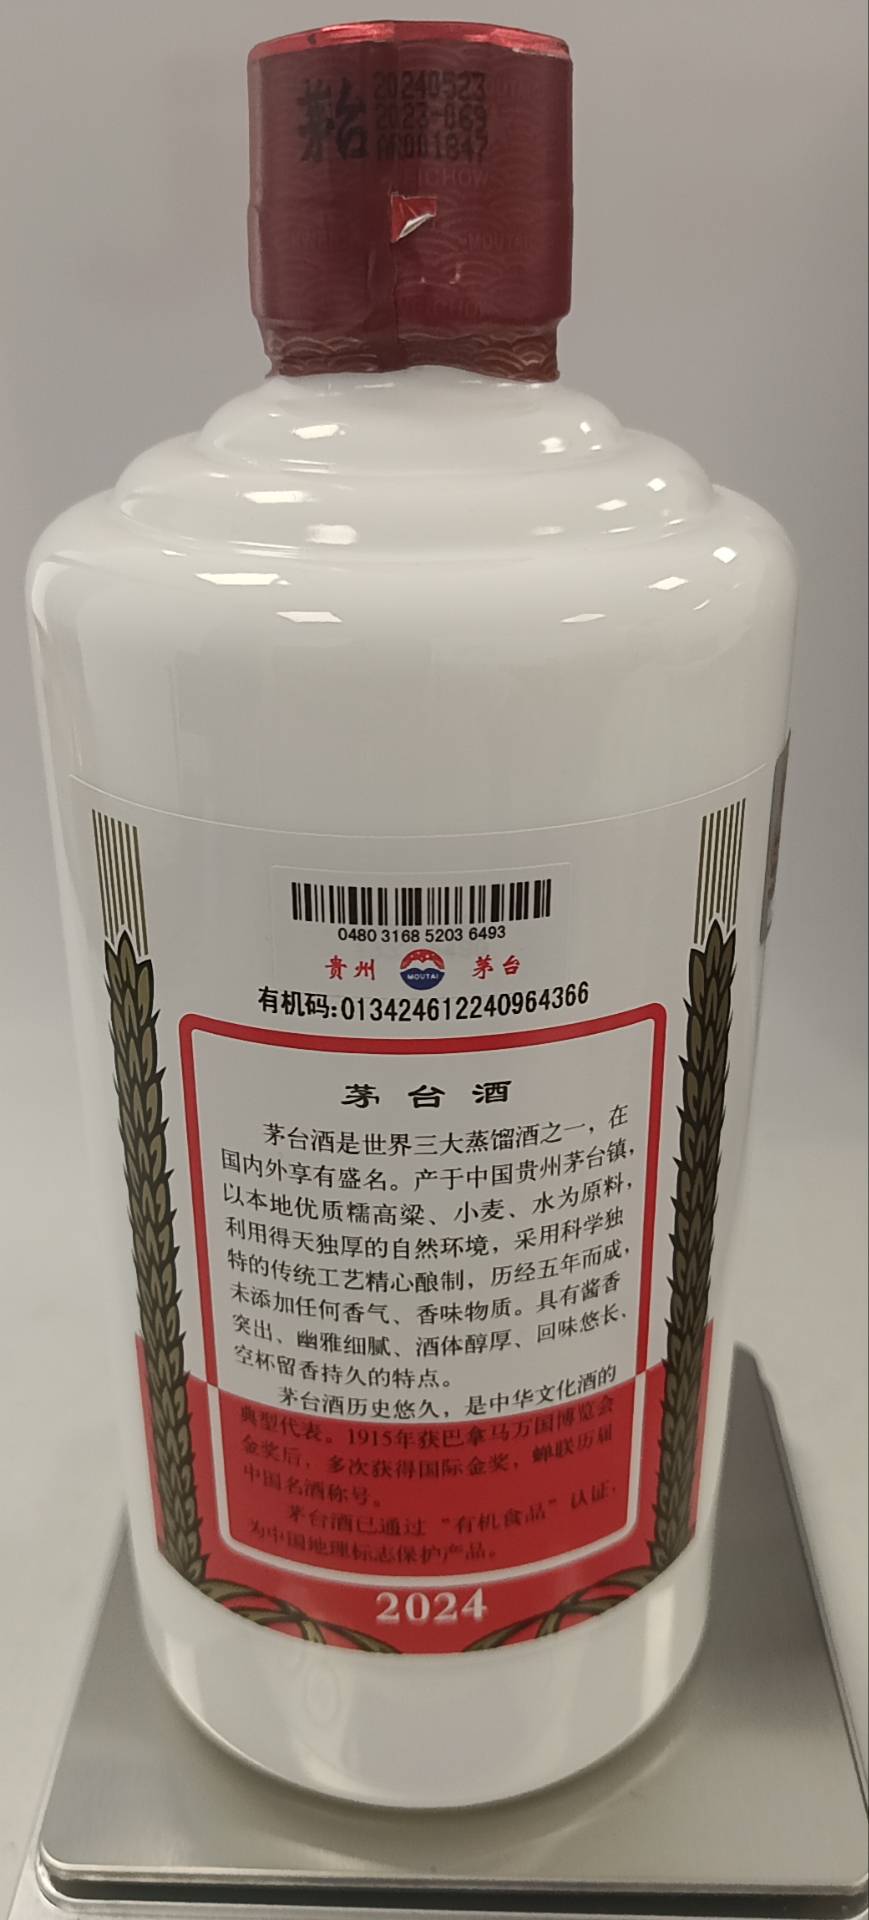 茅台
20240523
2023-069
AR001847
ICHOW
MOUTAI
0480 3168 5203 6493
贵州 MOUTAI 茅台
有机码:013424612240964366
茅台酒
茅台酒是世界三大蒸馏酒之一，在
国内外享有盛名。产于中国贵州茅台镇，
以本地优质糯高粱、小麦、水为原料，
利用得天独厚的自然环境，采用科学独
特的传统工艺精心酿制，历经五年而成，
未添加任何香气、香味物质。具有酱香
突出、幽雅细腻、酒体醇厚、回味悠长、
空杯留香持久的特点。
茅台酒历史悠久，是中华文化酒的
典型代表。1915年获巴拿马万国博览会
金奖后，多次获得国际金奖，蝉联历届
中国名酒称号。
茅台酒已通过“有机食品”认证，
为中国地理标志保护产品。
2024